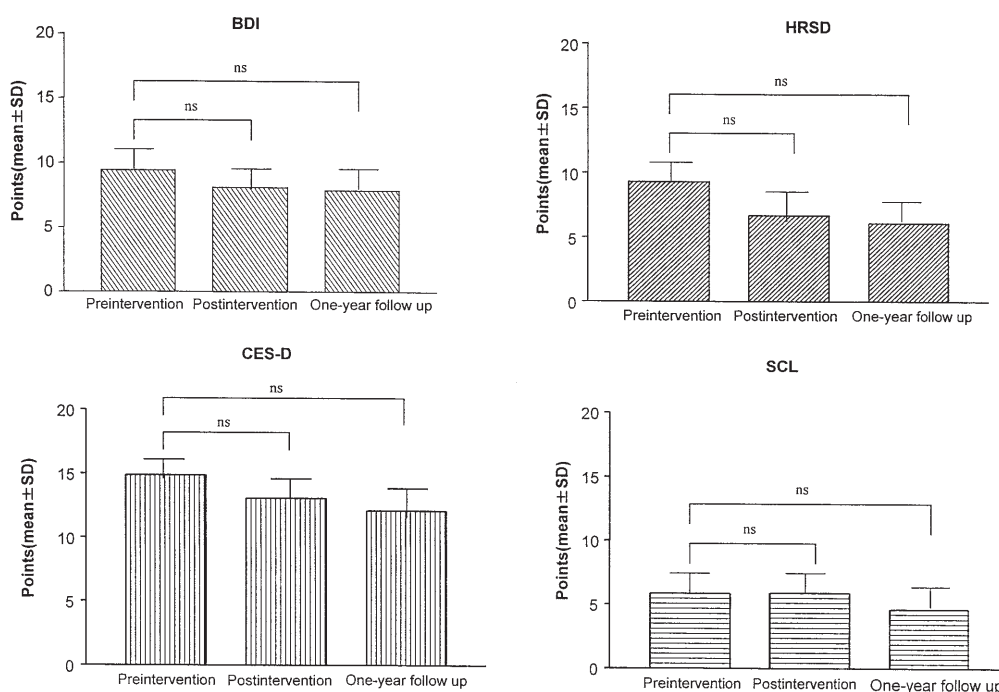 BDI
Points(mean±SD)
20
15
10
5
0
ns
ns
Preintervention Postintervention One-year follow up
HRSD
Points(mean±SD)
20
15
10
5
0
ns
ns
Preintervention Postintervention One-year follow up
CES-D
Points(mean±SD)
20
15
10
5
0
ns
ns
Preintervention Postintervention One-year follow up
SCL
Points(mean±SD)
20
15
10
5
0
ns
ns
Preintervention Postintervention One-year follow up